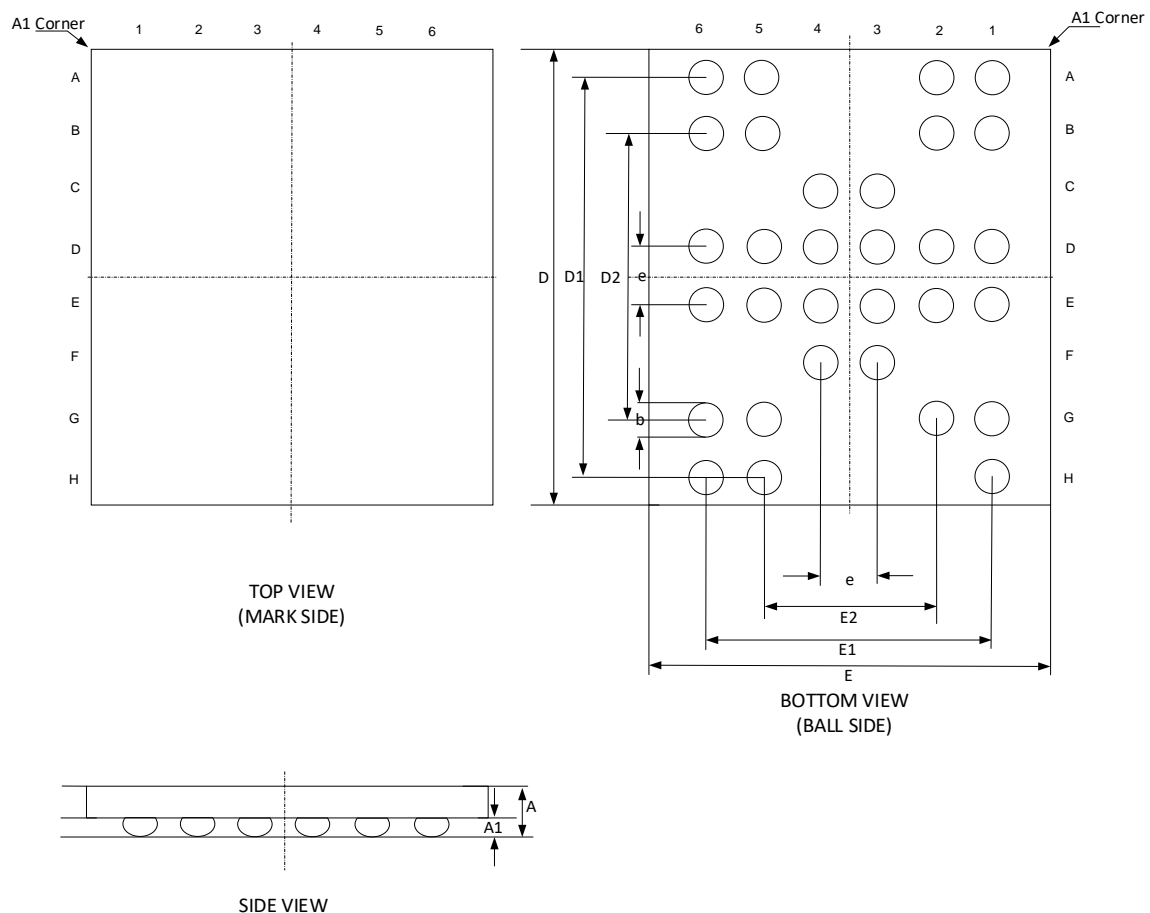 A1 Corner
1 2 3 4 5 6
A
B
C
D
E
F
G
H
TOP VIEW
(MARK SIDE)
A1 Corner
6 5 4 3 2 1
A
B
C
D
E
F
G
H
D
D1
D2
e
b
e
E2
E1
E
BOTTOM VIEW
(BALL SIDE)
A
A1
SIDE VIEW